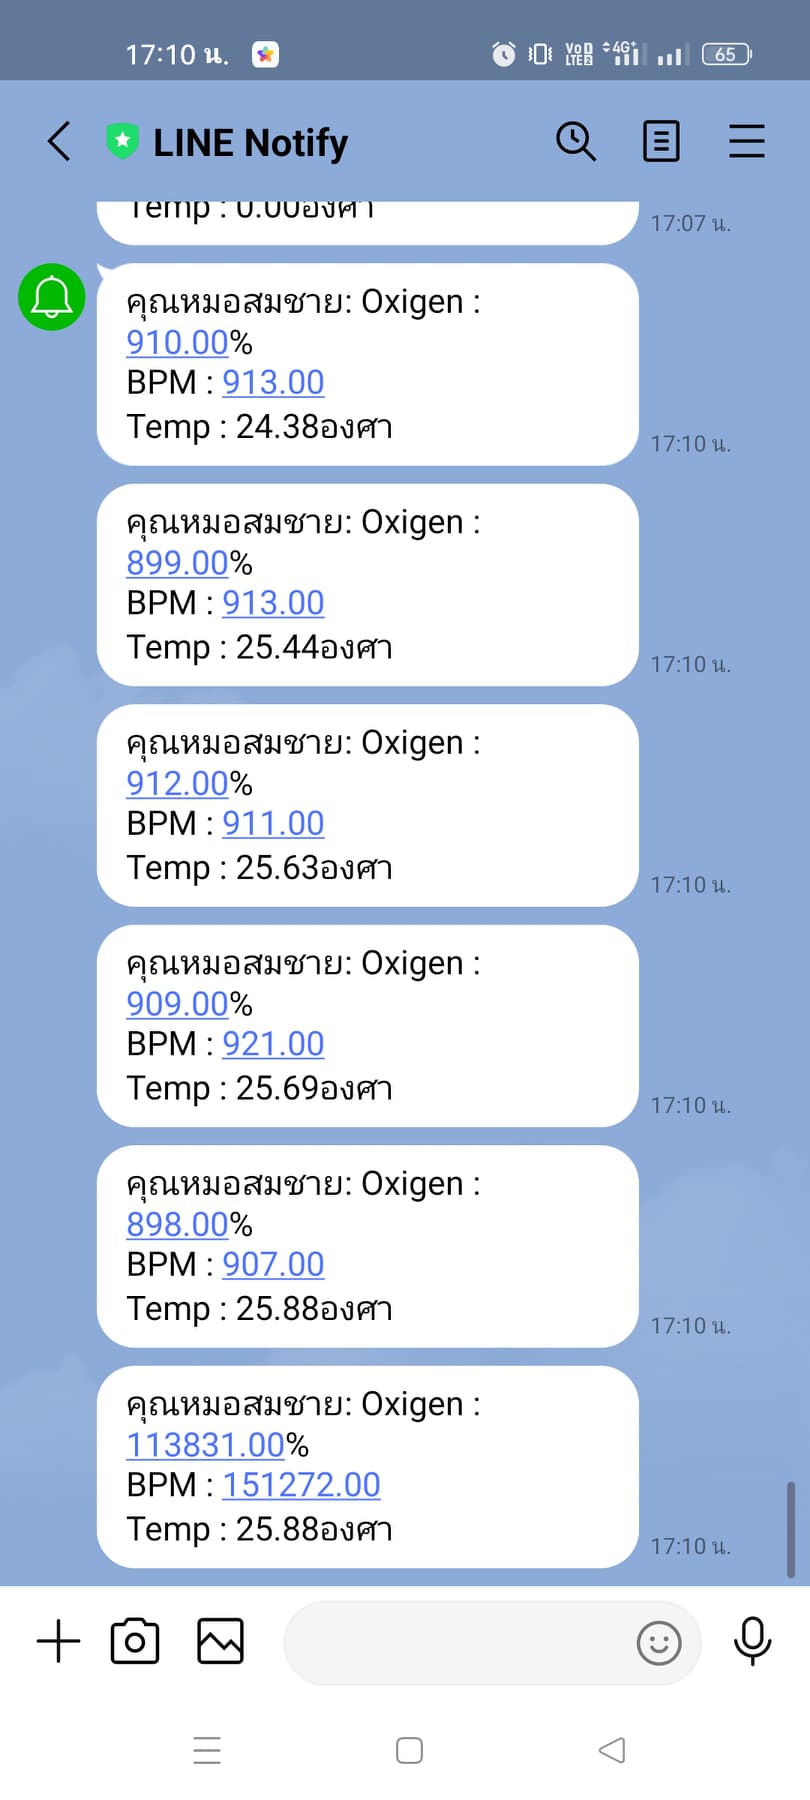 17:10 น.
VoD LTE2 4G+ 65
LINE Notify
Temp : 0.00องศา
17:07 น.
คุณหมอสมชาย: Oxigen :
910.00%
BPM : 913.00
Temp : 24.38องศา
17:10 น.
คุณหมอสมชาย: Oxigen :
899.00%
BPM : 913.00
Temp : 25.44องศา
17:10 น.
คุณหมอสมชาย: Oxigen :
912.00%
BPM : 911.00
Temp : 25.63องศา
17:10 น.
คุณหมอสมชาย: Oxigen :
909.00%
BPM : 921.00
Temp : 25.69องศา
17:10 น.
คุณหมอสมชาย: Oxigen :
898.00%
BPM : 907.00
Temp : 25.88องศา
17:10 น.
คุณหมอสมชาย: Oxigen :
113831.00%
BPM : 151272.00
Temp : 25.88องศา
17:10 น.